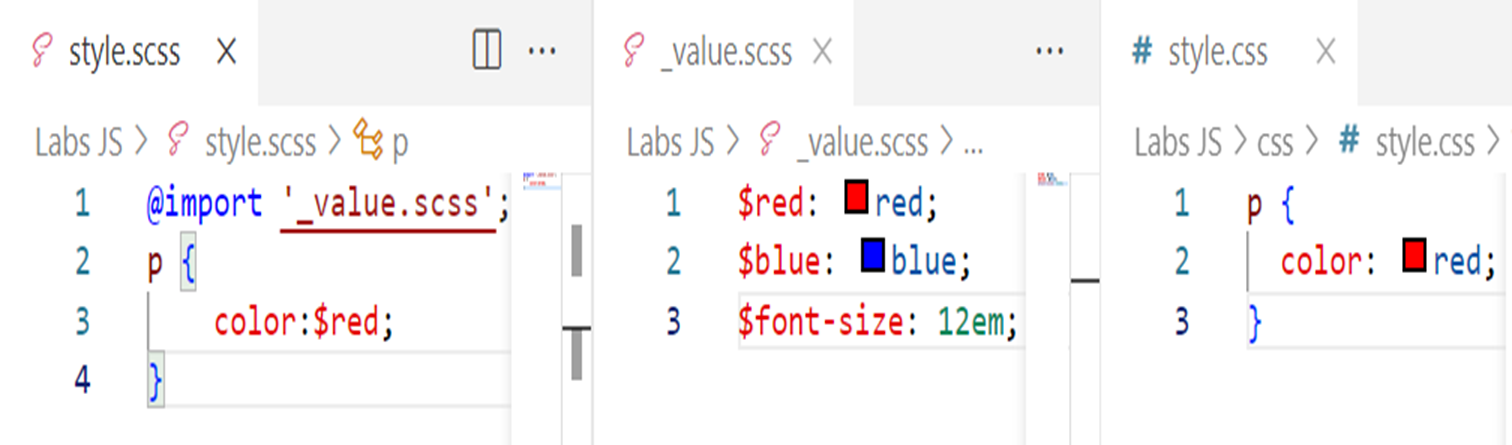 style.scss
Labs JS > style.scss > p
1 @import '_value.scss';
2 p {
3 color:$red;
4 }
_value.scss
Labs JS > _value.scss > ...
1 $red: red;
2 $blue: blue;
3 $font-size: 12em;
# style.css
Labs JS > css > # style.css >
1 p {
2 color: red;
3 }